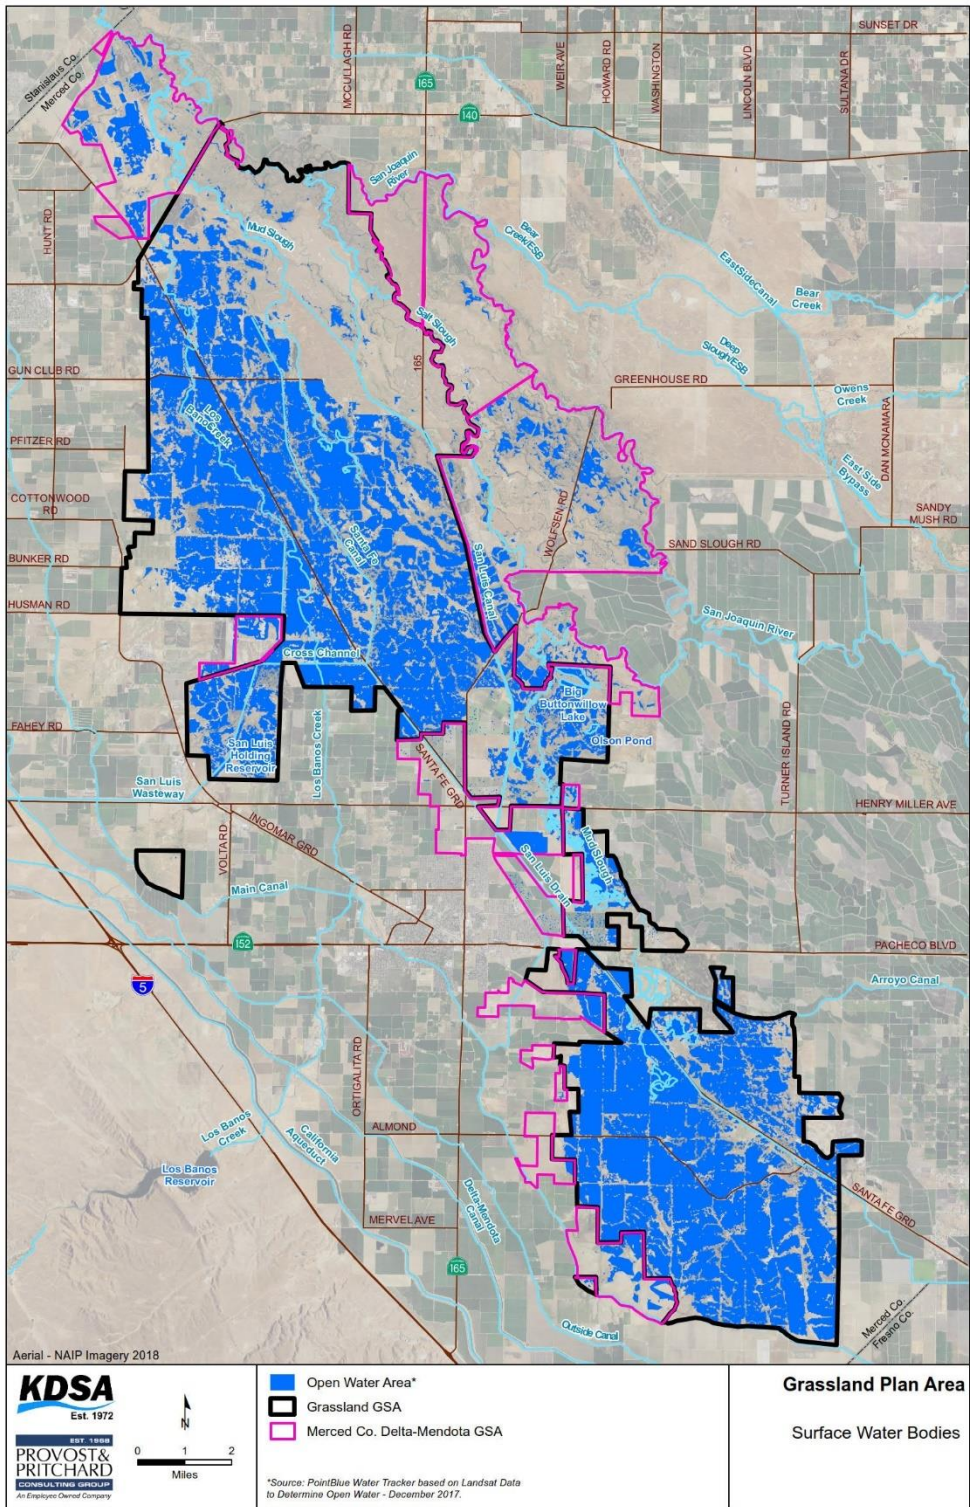 SUNSET DR
Stanislaus Co.
Merced Co.
MCCULLAGH RD
165
140
WEIR AVE
HOWARD RD
WASHINGTON
LINCOLN BLVD
SULTANA DR
San Joaquin
River
HUNT RD
Mud Slough
Bear
Creek/ESB
EastSideCanal
Bear
Creek
Salt Slough
165
Deep
Slough/ESB
GUN CLUB RD
GREENHOUSE RD
Owens
Creek
DAN MCNAMARA
Los
BanosCreek
PFITZER RD
East Side
Bypass
COTTONWOOD
RD
SANDY
MUSH RD
WOLFSEN RD
Santa Fe
Canal
San Luis Canal
SAND SLOUGH RD
BUNKER RD
HUSMAN RD
San Joaquin
River
Cross Channel
Big
Buttonwillow
Lake
Olson Pond
FAHEY RD
San Luis
Holding
Reservoir
Los Banos Creek
SANTA FE GRD
TURNER ISLAND RD
San Luis
Wasteway
HENRY MILLER AVE
VOLTA RD
INGOMAR GRD
San Luis Drain
Mud Slough
Main Canal
152
PACHECO BLVD
5
Arroyo Canal
ORTIGALITA RD
ALMOND
Los Banos
Creek
California
Aqueduct
Los Banos
Reservoir
Delta-Mendota
Canal
SANTA FE GRD
MERVEL AVE
165
Outside Canal
Merced Co.
Fresno Co.
Aerial - NAIP Imagery 2018
KDSA
Est. 1972
EST. 1968
PROVOST&
PRITCHARD
CONSULTING GROUP
An Employee Owned Company
N
0 1 2
Miles
Open Water Area*
Grassland GSA
Merced Co. Delta-Mendota GSA
*Source: PointBlue Water Tracker based on Landsat Data
to Determine Open Water - December 2017.
Grassland Plan Area
Surface Water Bodies